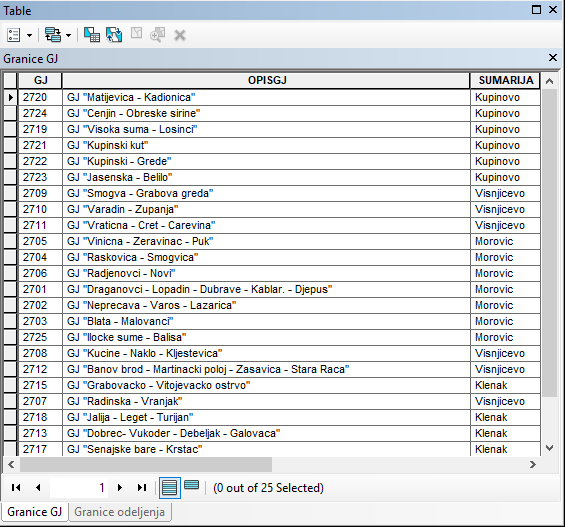 Table
Granice GJ
GJ OPISGJ SUMARIJA
2720 GJ "Matijevica - Kadionica" Kupinovo
2724 GJ "Cenjin - Obreske sirine" Kupinovo
2719 GJ "Visoka suma - Losinci" Kupinovo
2721 GJ "Kupinski kut" Kupinovo
2722 GJ "Kupinski - Grede" Kupinovo
2723 GJ "Jasenska - Belilo" Kupinovo
2709 GJ "Smogva - Grabova greda" Visnjicevo
2710 GJ "Varadin - Zupanja" Visnjicevo
2711 GJ "Vraticna - Cret - Carevina" Visnjicevo
2705 GJ "Vinicna - Zeravinac - Puk" Morovic
2704 GJ "Raskovica - Smogvica" Morovic
2706 GJ "Radjenovci - Novi" Morovic
2701 GJ "Draganovci - Lopadin - Dubrave - Kablar. - Djepus" Morovic
2702 GJ "Neprecava - Varos - Lazarica" Morovic
2703 GJ "Blata - Malovanci" Morovic
2725 GJ "Ilocke sume - Balisa" Morovic
2708 GJ "Kucine - Naklo - Kljestevica" Visnjicevo
2712 GJ "Banov brod - Martinacki poloj - Zasavica - Stara Raca" Visnjicevo
2715 GJ "Grabovacko - Vitojevacko ostrvo" Klenak
2707 GJ "Radinska - Vranjak" Visnjicevo
2718 GJ "Jalija - Leget - Turijan" Klenak
2713 GJ "Dobrec- Vukoder - Debeljak - Galovaca" Klenak
2717 GJ "Senajske bare - Krstac" Klenak
1 (0 out of 25 Selected)
Granice GJ Granice odeljenja